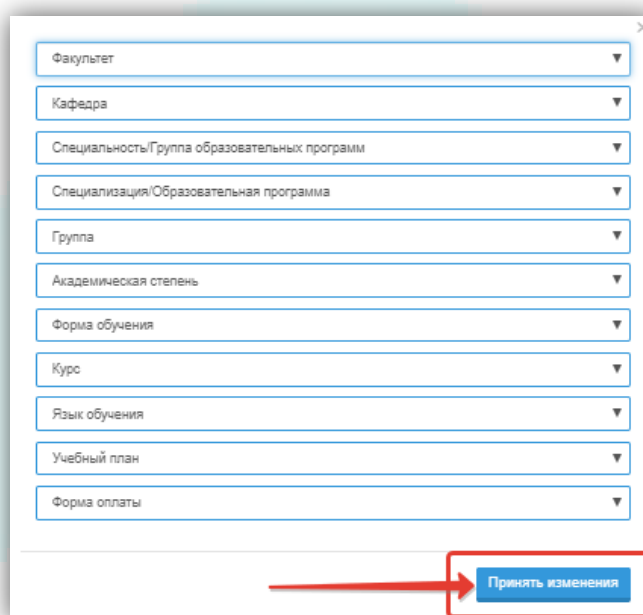 Факультет
Кафедра
Специальность/Группа образовательных программ
Специализация/Образовательная программа
Группа
Академическая степень
Форма обучения
Курс
Язык обучения
Учебный план
Форма оплаты
Принять изменения